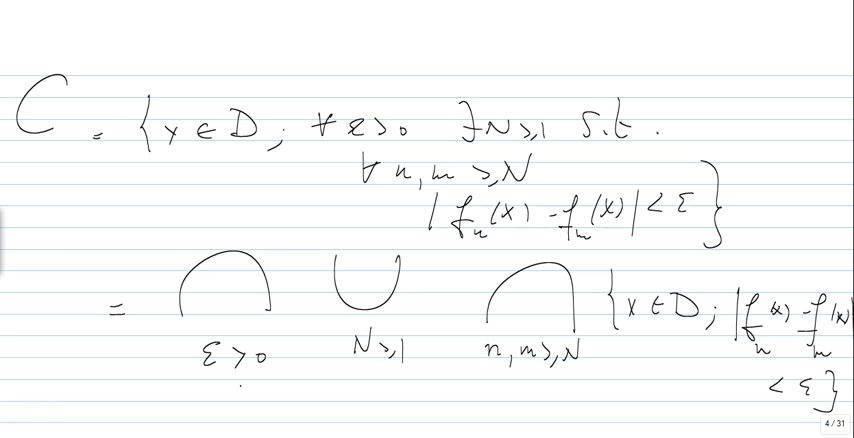 C = { x ∈ D ; ∀ ε > 0 ∃ N ≥ 1 s.t.
∀ n, m ≥ N
| f_n(x) - f_m(x) | < ε }
= ∩_{ε > 0} ∪_{N ≥ 1} ∩_{n, m ≥ N} { x ∈ D ; | f_n(x) - f_m(x) |
< ε }
4 / 31